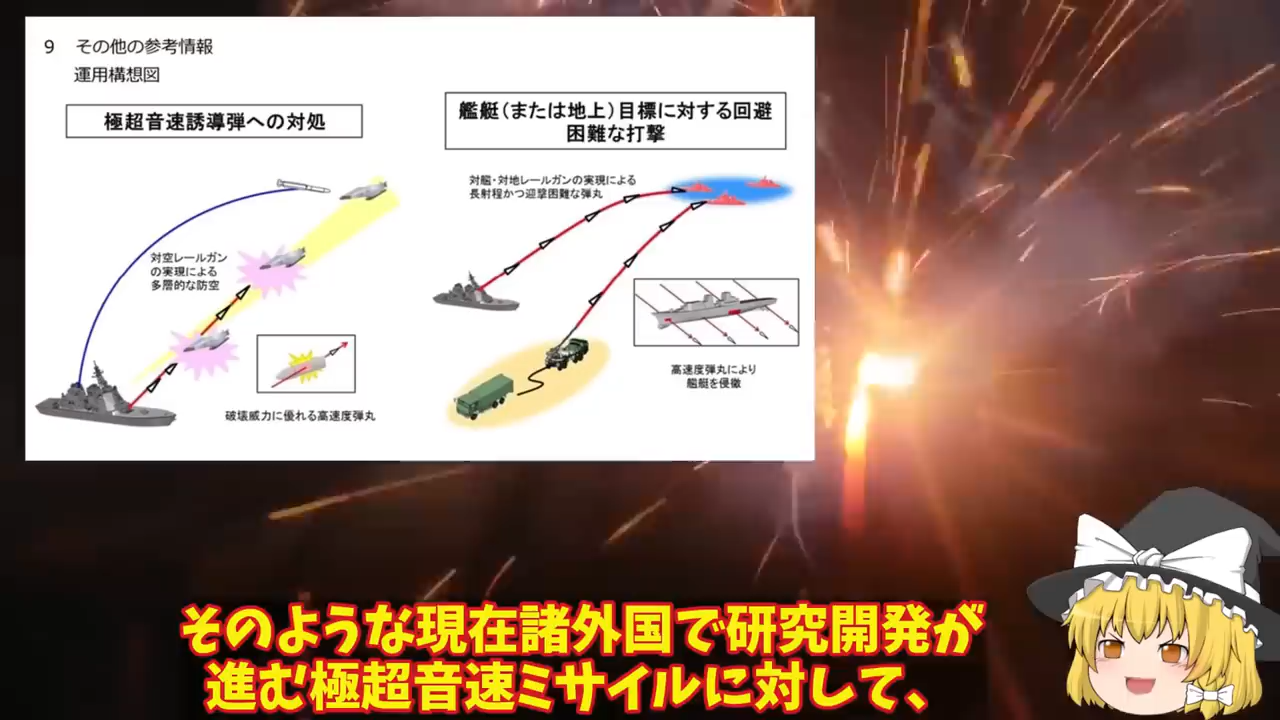 9 その他の参考情報
運用構想図
極超音速誘導弾への対処
艦艇(または地上)目標に対する回避
困難な打撃
対艦・対地レールガンの実現による
長射程かつ迎撃困難な弾丸
対空レールガン
の実現による
多層的な防空
破壊威力に優れる高速度弾丸
高速度弾丸により
艦艇を侵徹
そのような現在諸外国で研究開発が
進む極超音速ミサイルに対して、